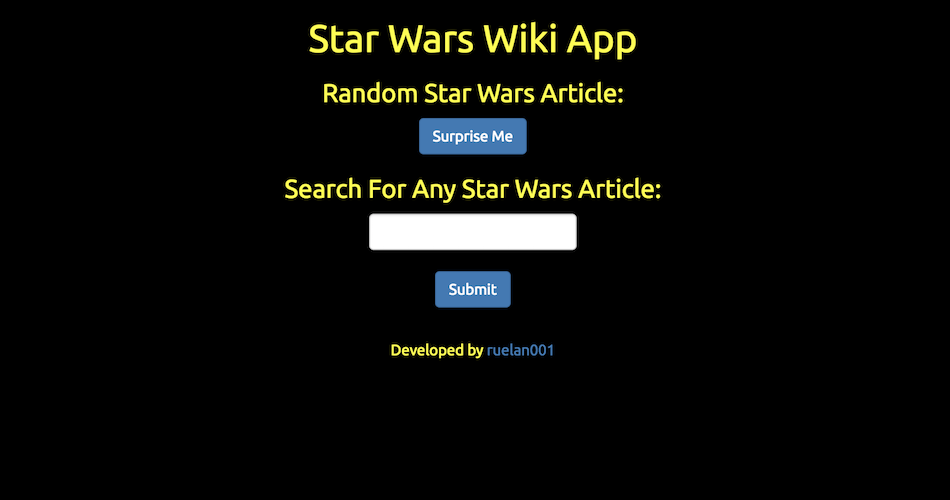 Star Wars Wiki App
Random Star Wars Article:
Surprise Me
Search For Any Star Wars Article:
Submit
Developed by ruelan001